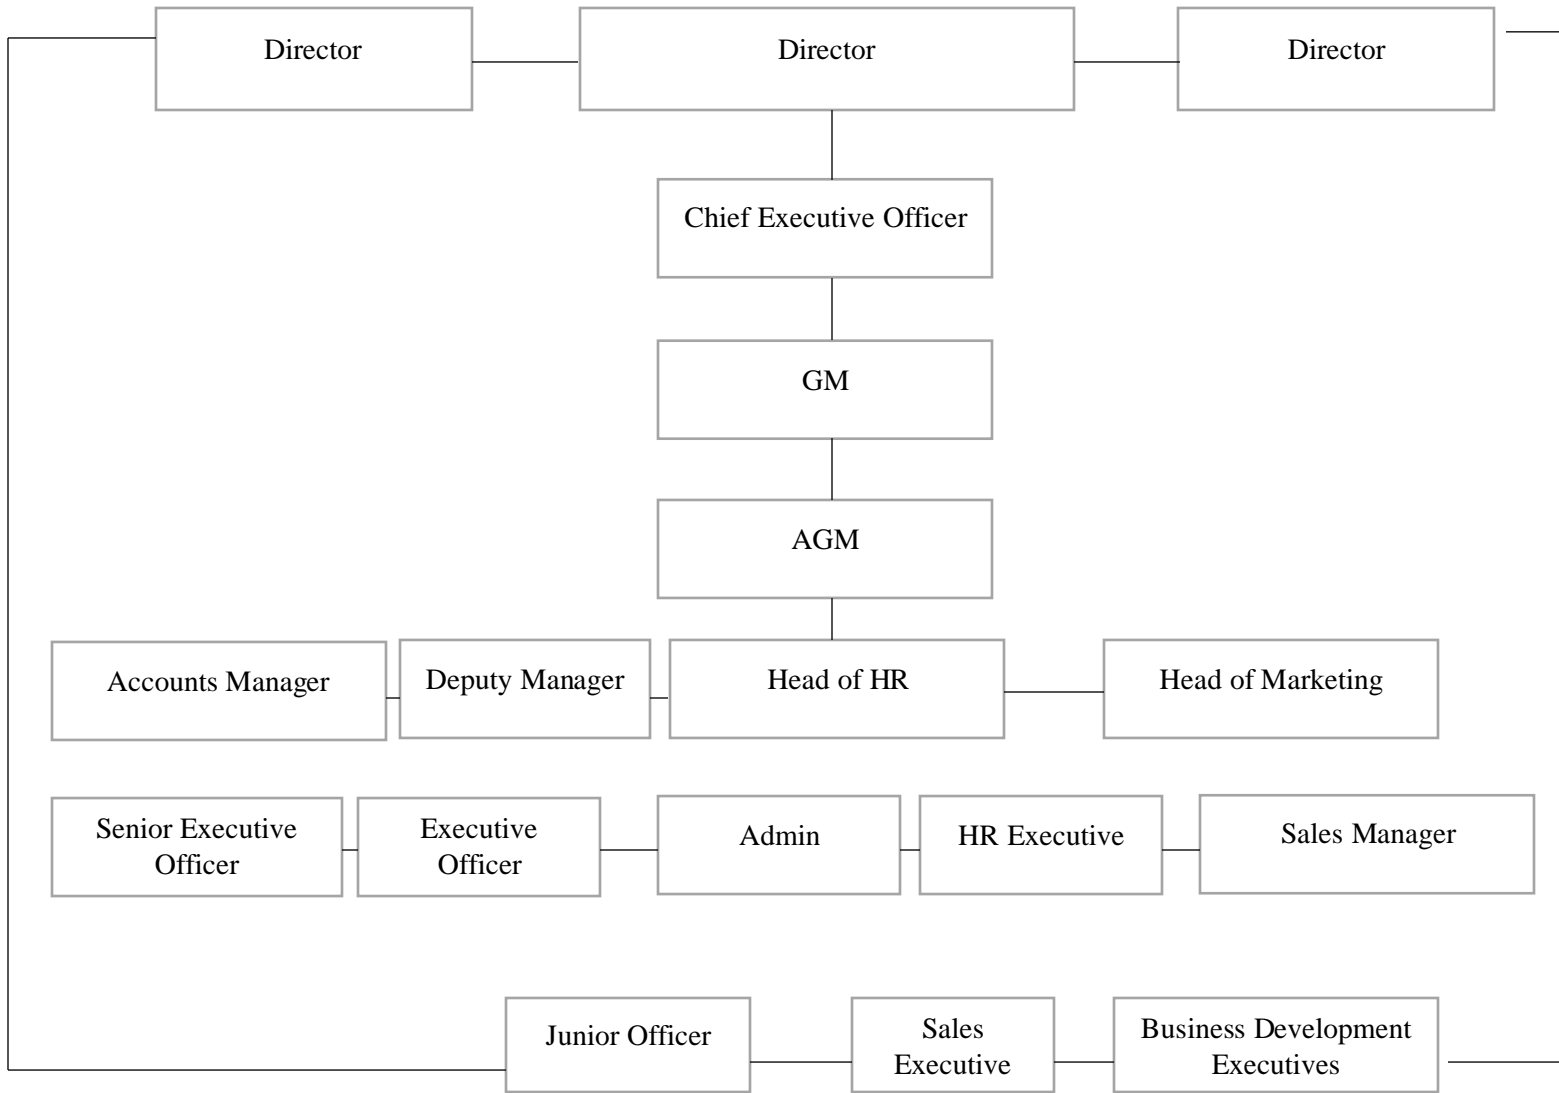 Director
Director
Director
Chief Executive Officer
GM
AGM
Accounts Manager
Deputy Manager
Head of HR
Head of Marketing
Senior Executive
Officer
Executive
Officer
Admin
HR Executive
Sales Manager
Junior Officer
Sales
Executive
Business Development
Executives